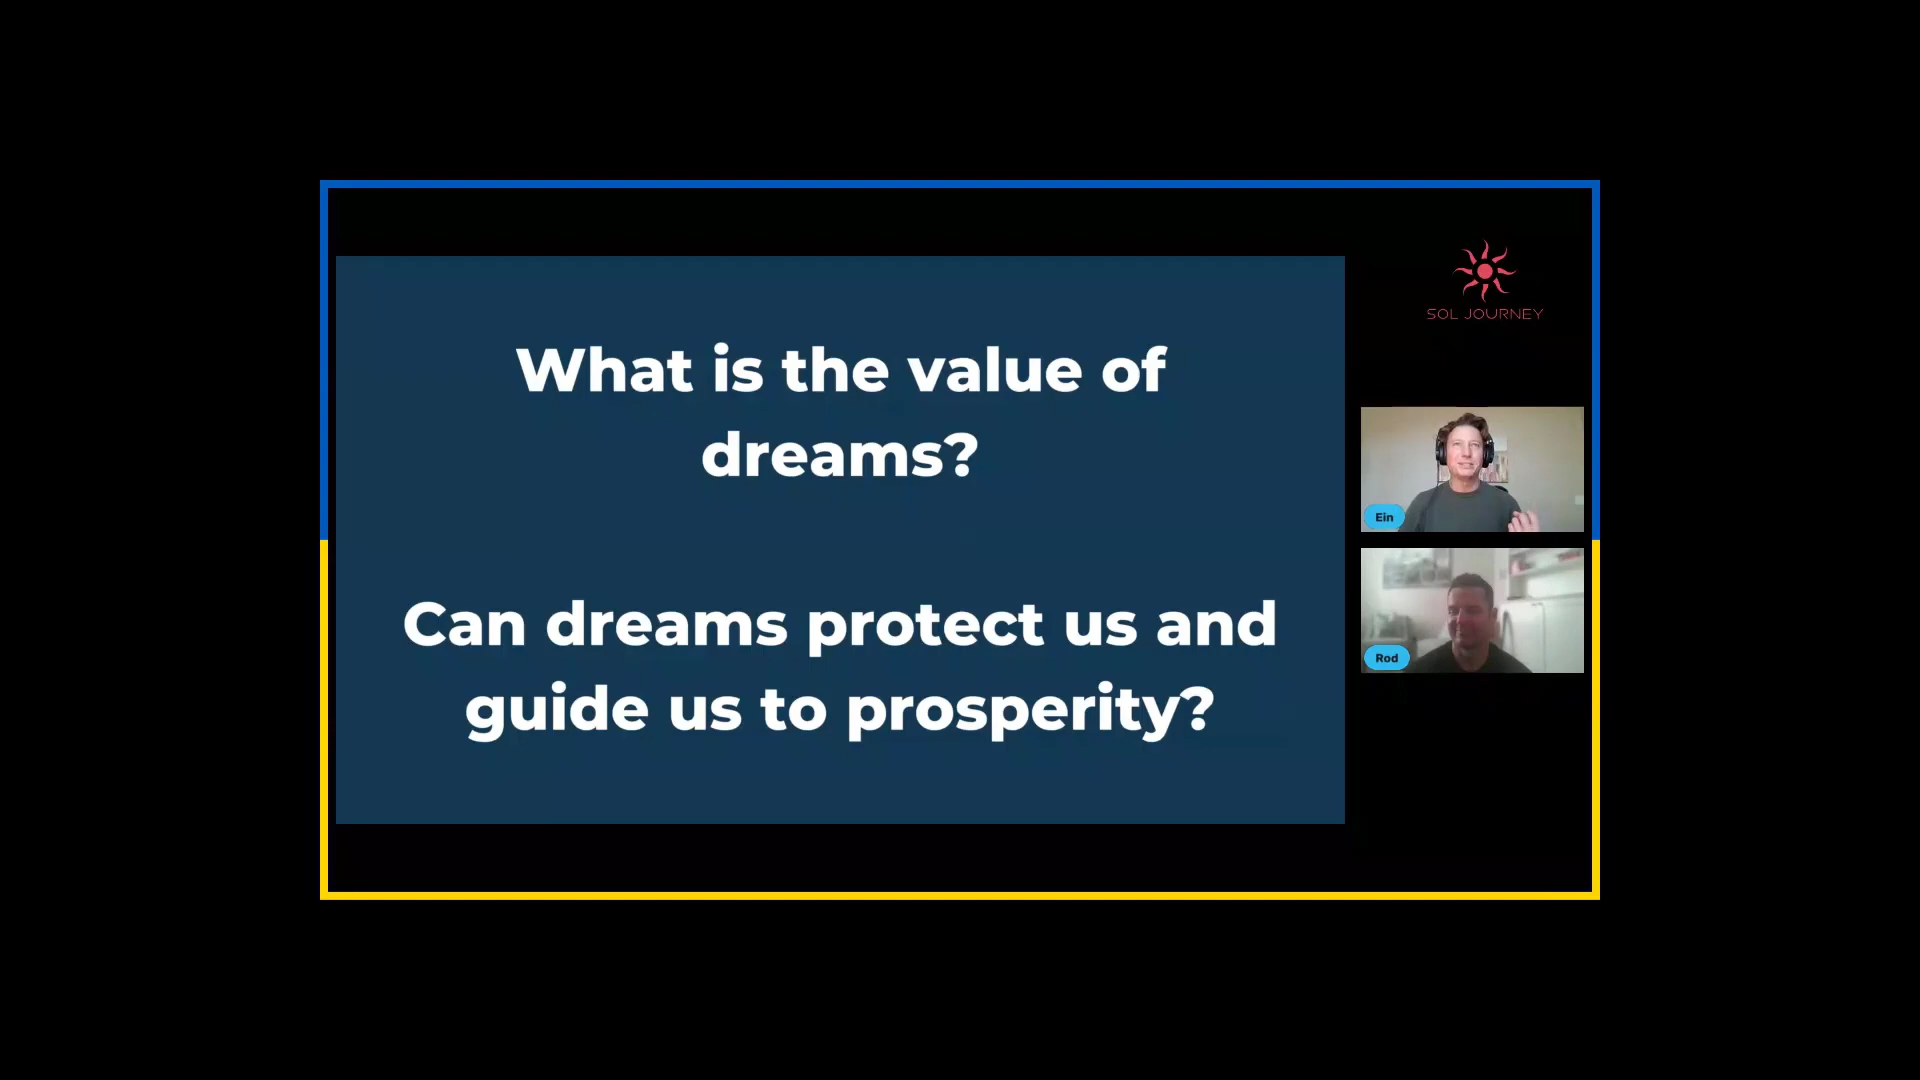 What is the value of
dreams?
Can dreams protect us and
guide us to prosperity?
SOL JOURNEY
Ein
Rod